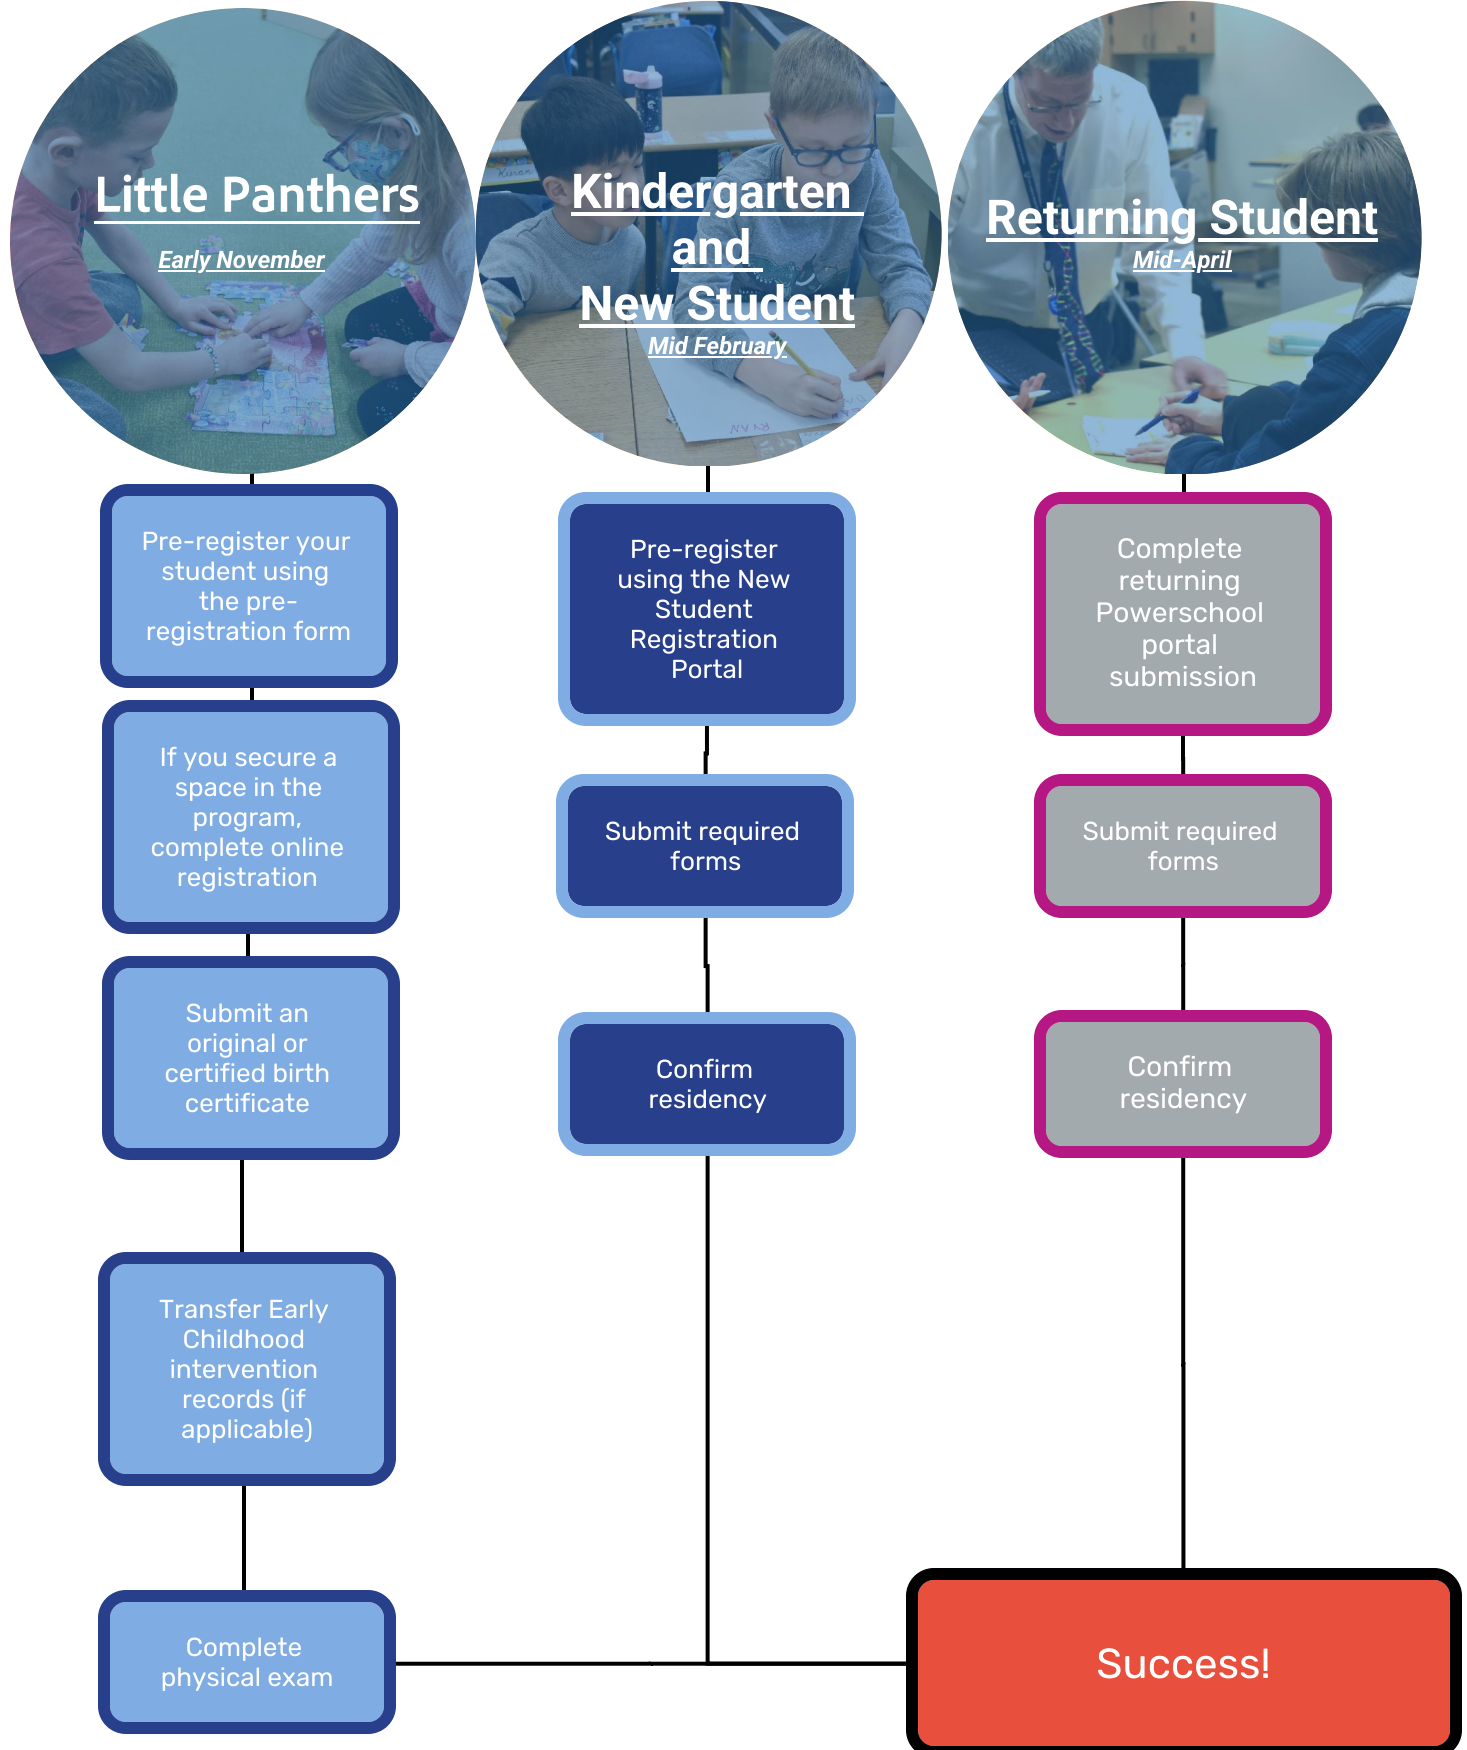 Little Panthers
Early November
Kindergarten
and
New Student
Mid February
Returning Student
Mid-April
Pre-register your
student using
the pre-
registration form
If you secure a
space in the
program,
complete online
registration
Submit an
original or
certified birth
certificate
Transfer Early
Childhood
intervention
records (if
applicable)
Complete
physical exam
Pre-register
using the New
Student
Registration
Portal
Submit required
forms
Confirm
residency
Complete
returning
Powerschool
portal
submission
Submit required
forms
Confirm
residency
Success!
RYAN